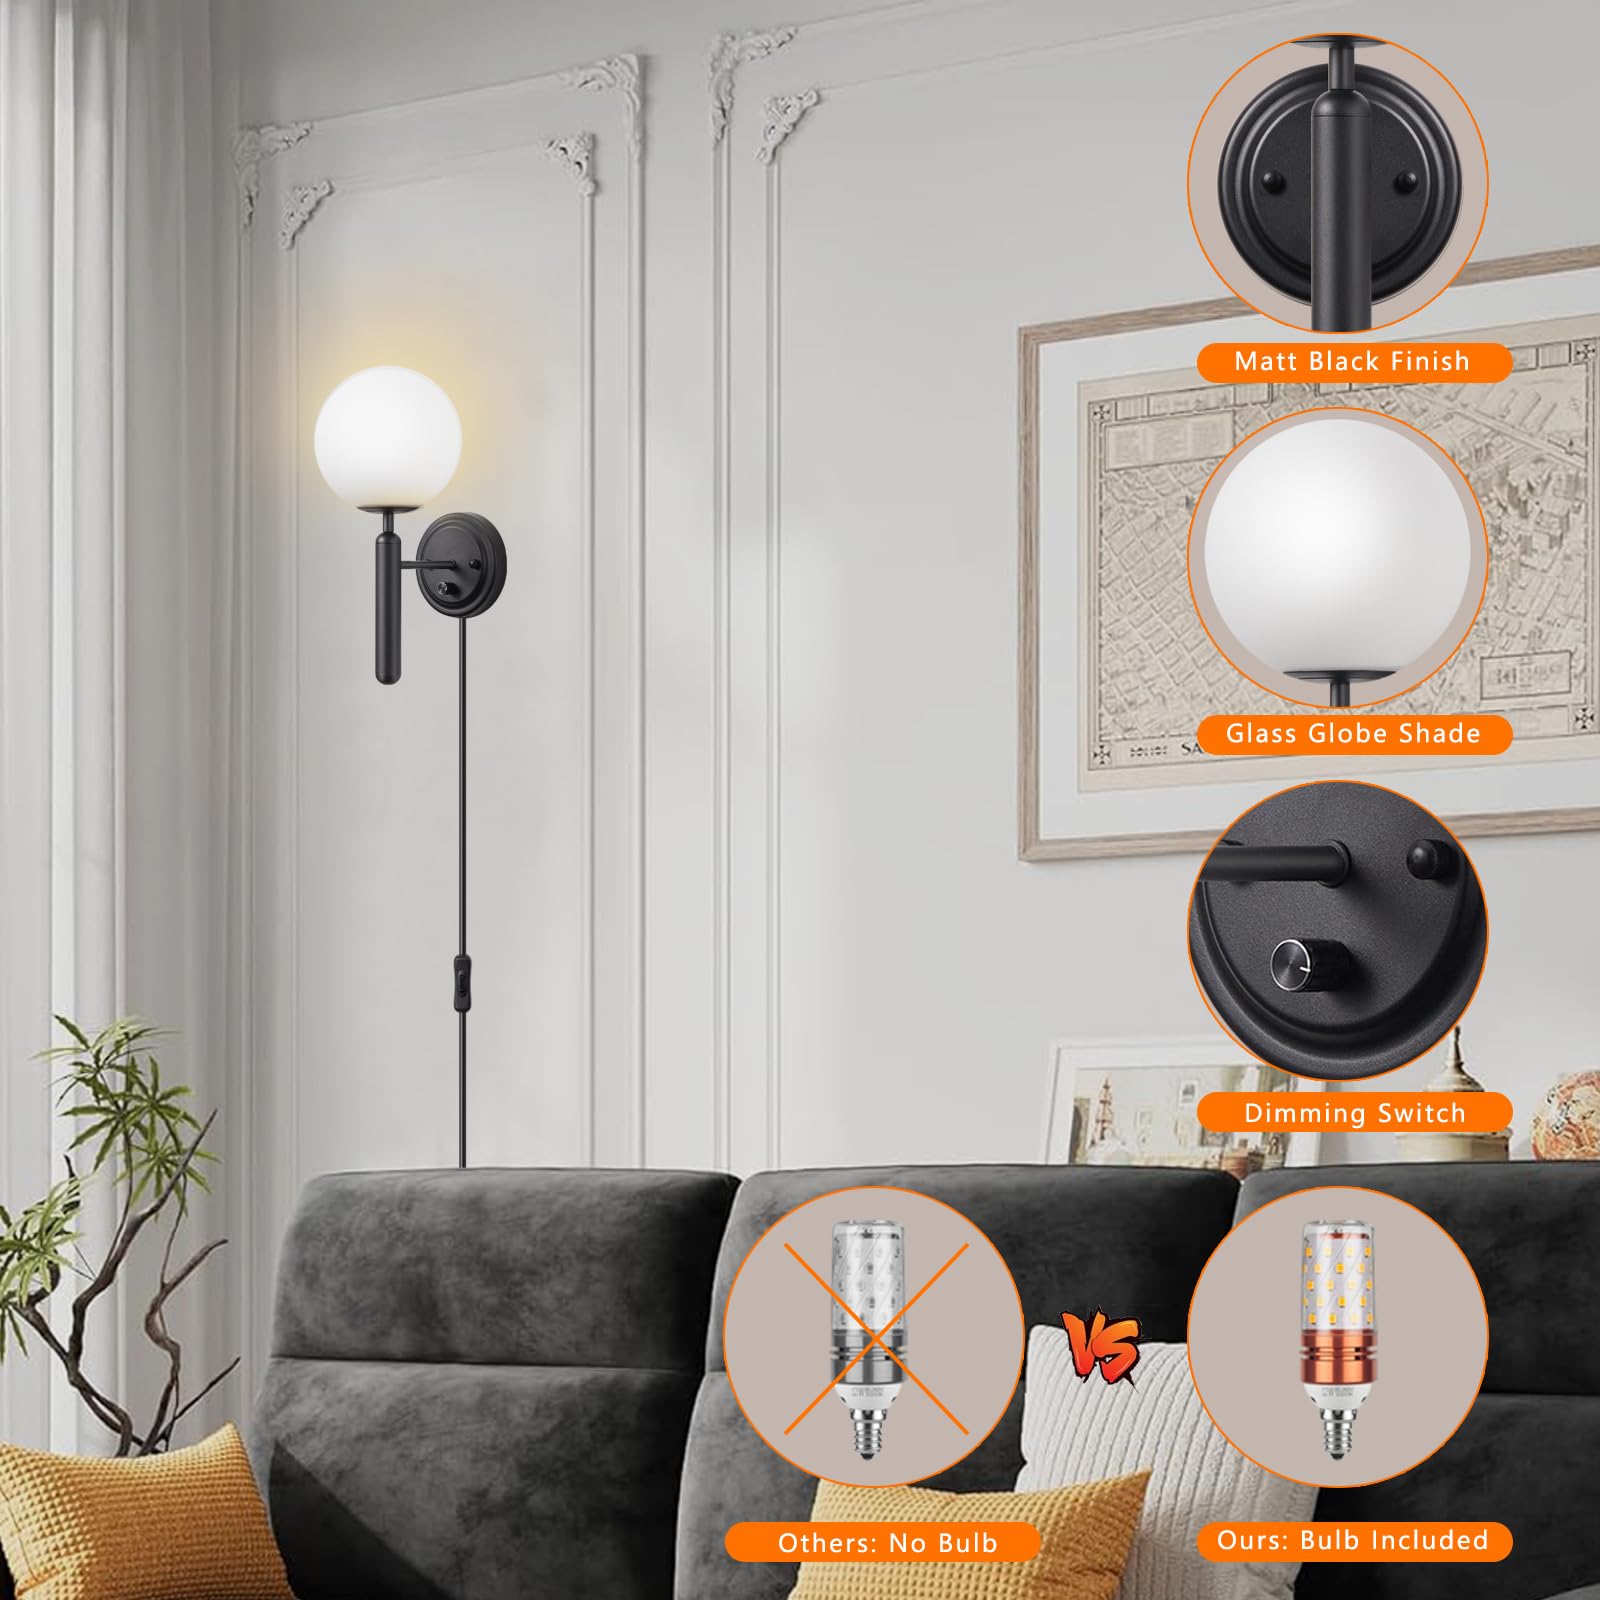 Matt Black Finish
Glass Globe Shade
Dimming Switch
VS
Others: No Bulb
Ours: Bulb Included